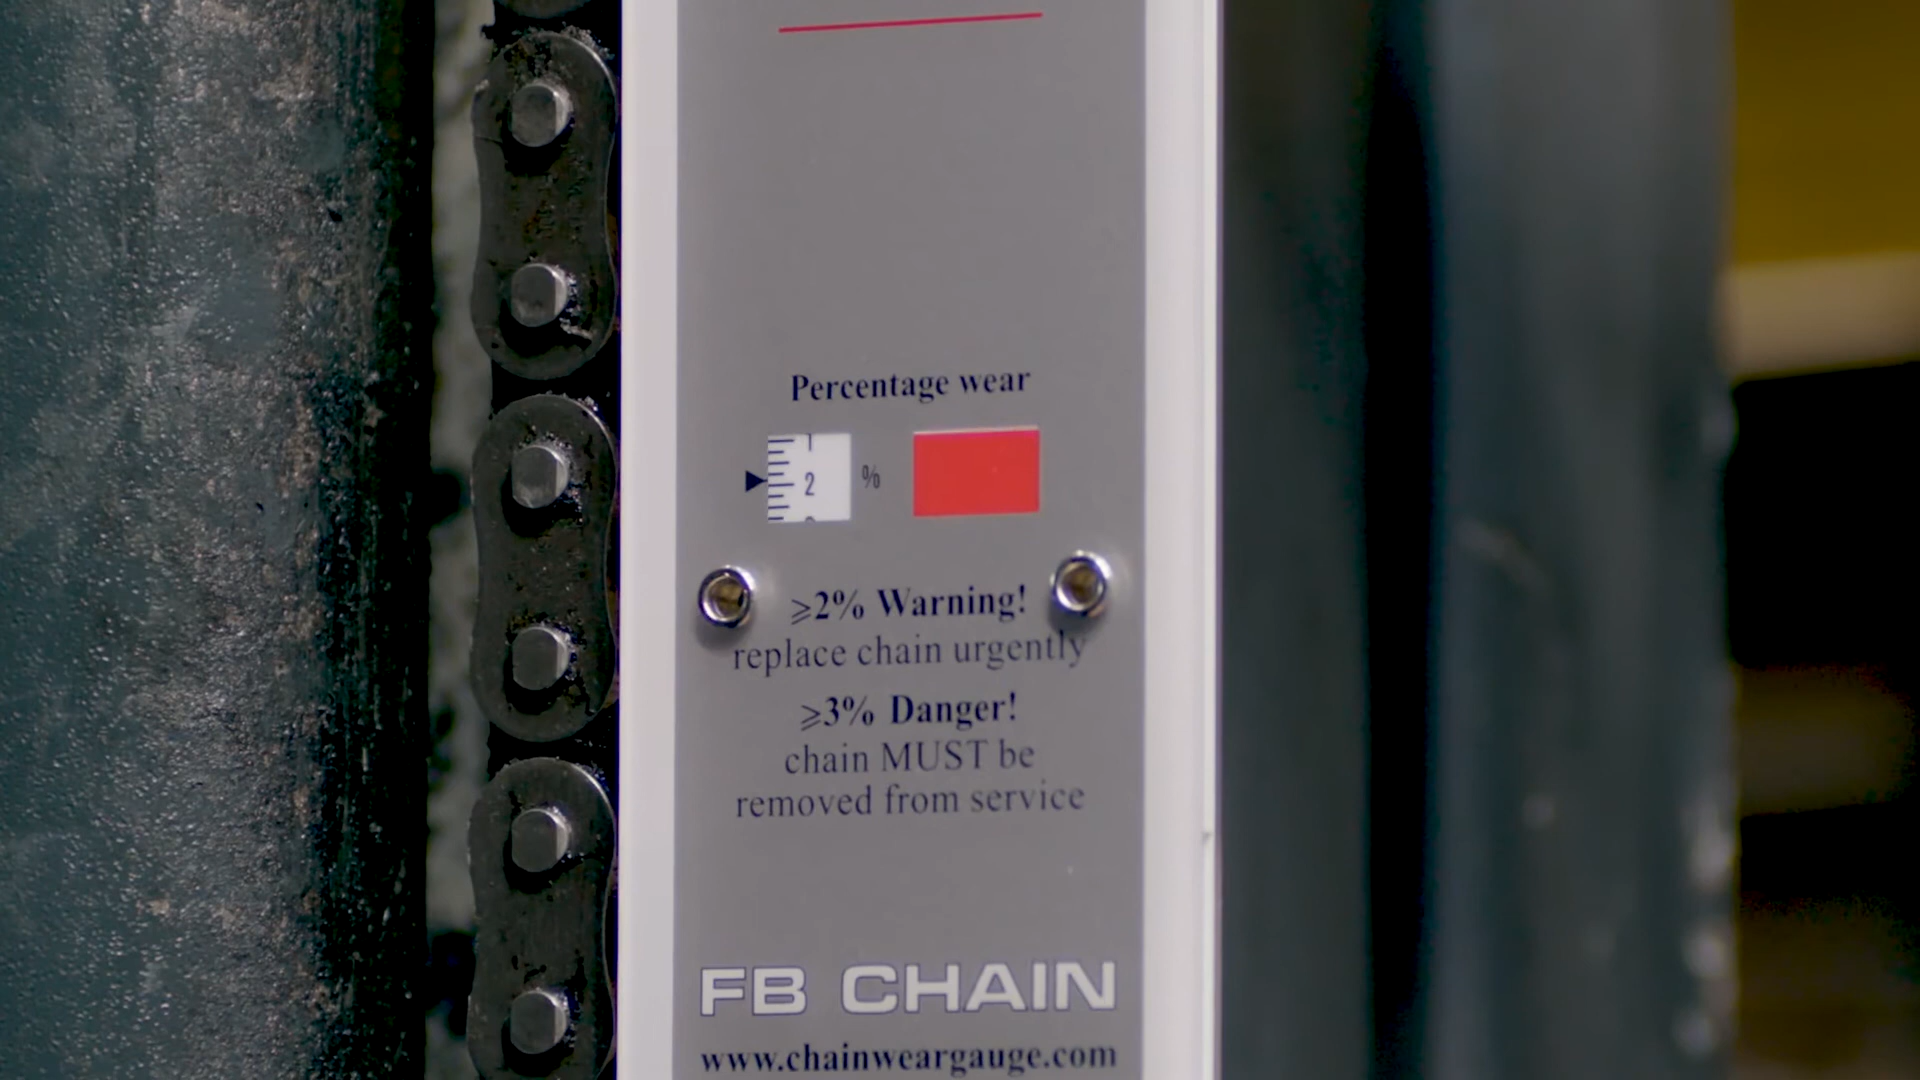 Percentage wear
1
2 %
⩾2% Warning!
replace chain urgently
⩾3% Danger!
chain MUST be
removed from service
FB CHAIN
www.chainweargauge.com